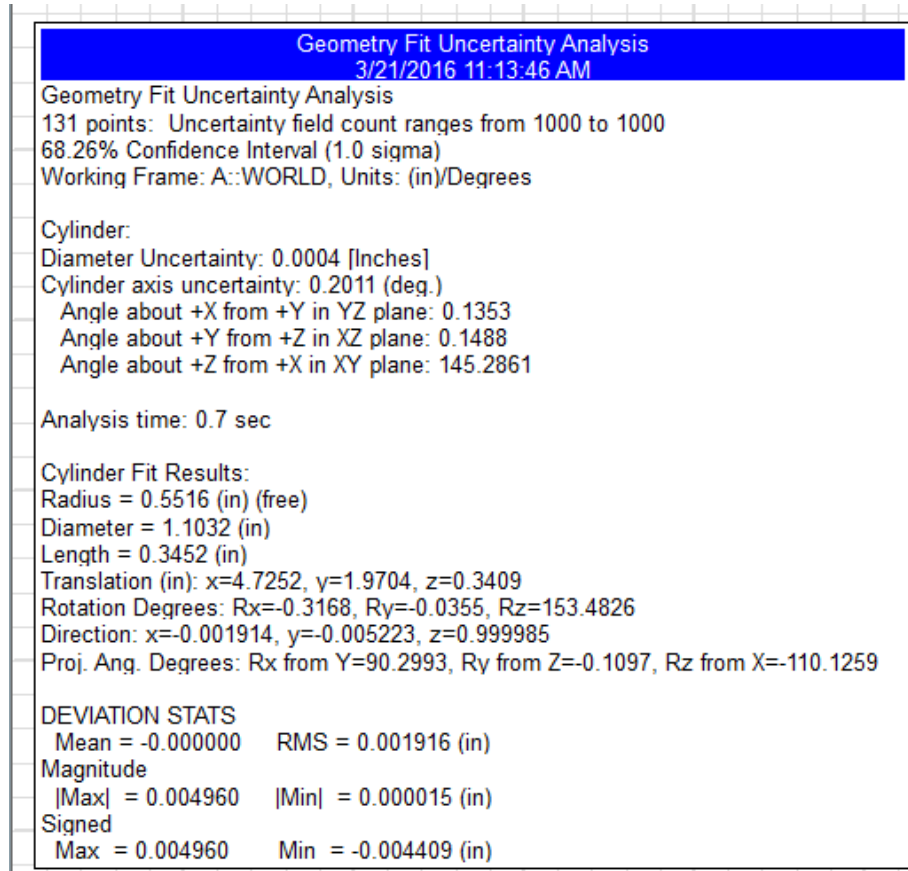 Geometry Fit Uncertainty Analysis
3/21/2016 11:13:46 AM
Geometry Fit Uncertainty Analysis
131 points:  Uncertainty field count ranges from 1000 to 1000
68.26% Confidence Interval (1.0 sigma)
Working Frame: A::WORLD, Units: (in)/Degrees
Cylinder:
Diameter Uncertainty: 0.0004 [Inches]
Cylinder axis uncertainty: 0.2011 (deg.)
Angle about +X from +Y in YZ plane: 0.1353
Angle about +Y from +Z in XZ plane: 0.1488
Angle about +Z from +X in XY plane: 145.2861
Analysis time: 0.7 sec
Cylinder Fit Results:
Radius = 0.5516 (in) (free)
Diameter = 1.1032 (in)
Length = 0.3452 (in)
Translation (in): x=4.7252, y=1.9704, z=0.3409
Rotation Degrees: Rx=-0.3168, Ry=-0.0355, Rz=153.4826
Direction: x=-0.001914, y=-0.005223, z=0.999985
Proj. Ang. Degrees: Rx from Y=90.2993, Ry from Z=-0.1097, Rz from X=-110.1259
DEVIATION STATS
Mean = -0.000000     RMS = 0.001916 (in)
Magnitude
|Max|  = 0.004960     |Min|  = 0.000015 (in)
Signed
Max  = 0.004960       Min  = -0.004409 (in)